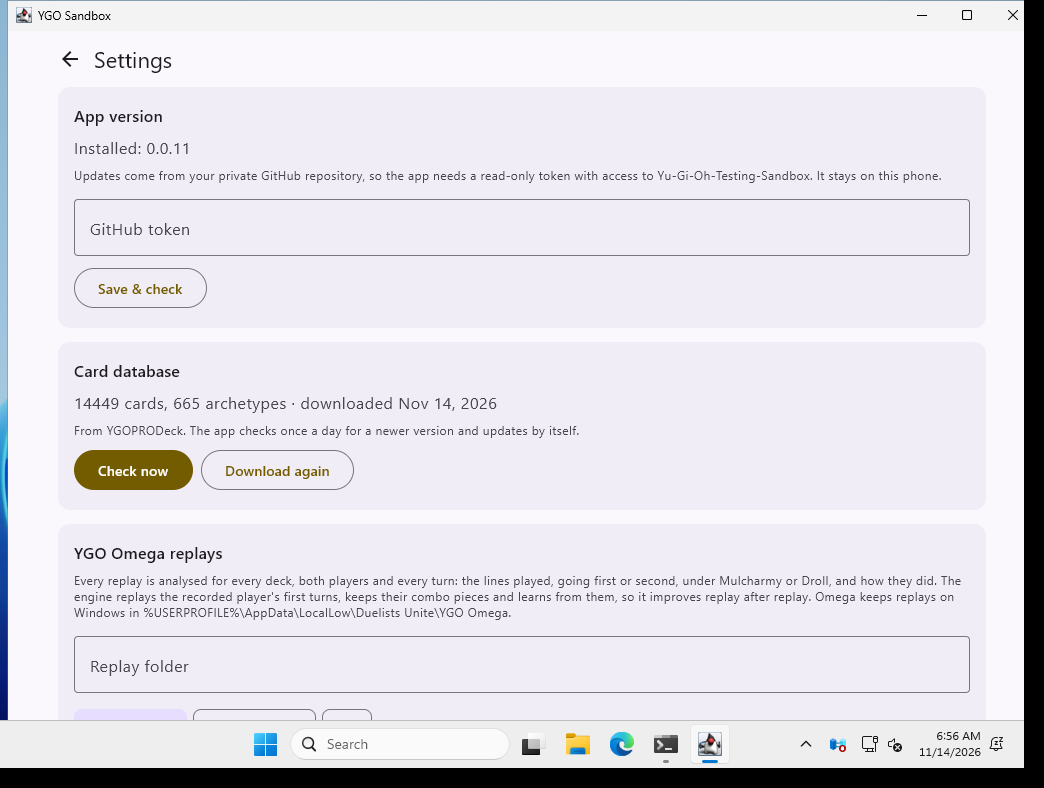 YGO Sandbox
Settings
App version
Installed: 0.0.11
Updates come from your private GitHub repository, so the app needs a read-only token with access to Yu-Gi-Oh-Testing-Sandbox. It stays on this phone.
GitHub token
Save & check
Card database
14449 cards, 665 archetypes · downloaded Nov 14, 2026
From YGOPRODeck. The app checks once a day for a newer version and updates by itself.
Check now
Download again
YGO Omega replays
Every replay is analysed for every deck, both players and every turn: the lines played, going first or second, under Mulcharmy or Droll, and how they did. The
engine replays the recorded player's first turns, keeps their combo pieces and learns from them, so it improves replay after replay. Omega keeps replays on
Windows in %USERPROFILE%\AppData\LocalLow\Duelists Unite\YGO Omega.
Replay folder
Search
6:56 AM
11/14/2026